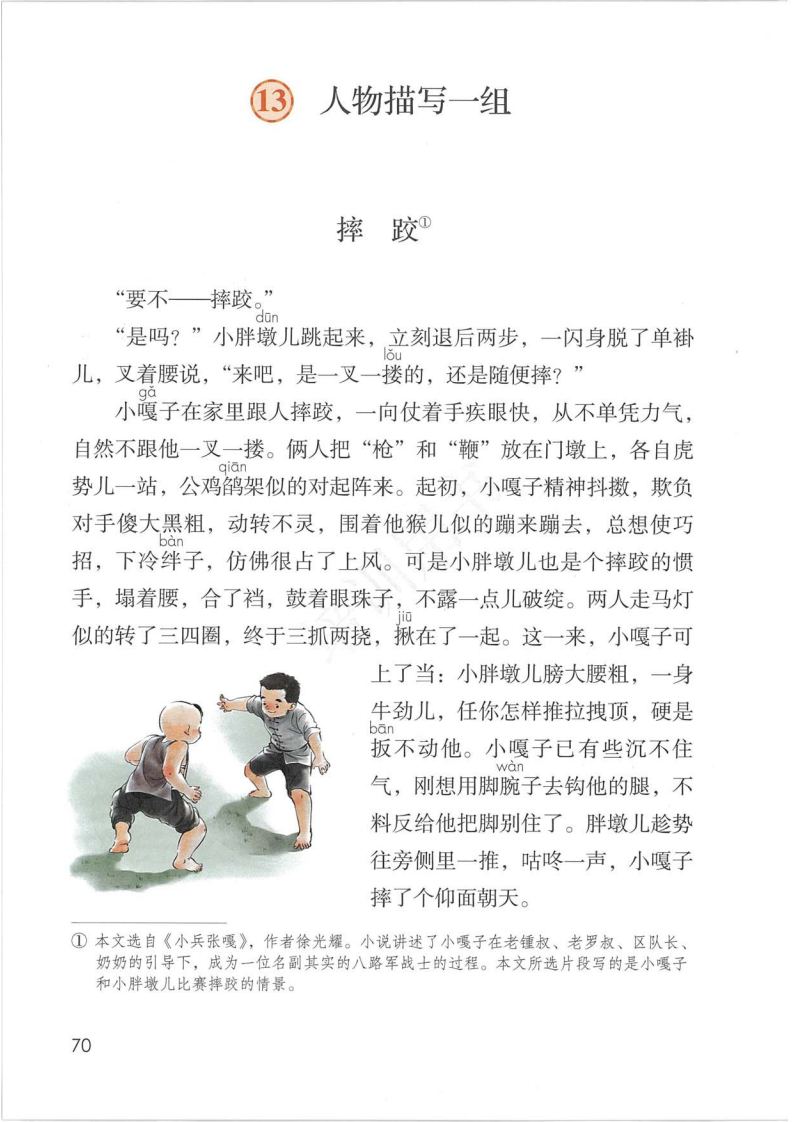 13 人物描写一组
摔 跤①
“要不——摔跤。”
dūn
“是吗？”小胖墩儿跳起来，立刻退后两步，一闪身脱了单褂
lǒu
儿，叉着腰说，“来吧，是一叉一搂的，还是随便摔？”
gǎ
小嘎子在家里跟人摔跤，一向仗着手疾眼快，从不单凭力气，
自然不跟他一叉一搂。俩人把“枪”和“鞭”放在门墩上，各自虎
qiān
势儿一站，公鸡鹐架似的对起阵来。起初，小嘎子精神抖擞，欺负
对手傻大黑粗，动转不灵，围着他猴儿似的蹦来蹦去，总想使巧
bàn
招，下冷绊子，仿佛很占了上风。可是小胖墩儿也是个摔跤的惯
手，塌着腰，合了裆，鼓着眼珠子，不露一点儿破绽。两人走马灯
jiū
似的转了三四圈，终于三抓两挠，揪在了一起。这一来，小嘎子可
上了当：小胖墩儿膀大腰粗，一身
牛劲儿，任你怎样推拉拽顶，硬是
bān
扳不动他。小嘎子已有些沉不住
wàn
气，刚想用脚腕子去钩他的腿，不
料反给他把脚别住了。胖墩儿趁势
往旁侧里一推，咕咚一声，小嘎子
摔了个仰面朝天。
① 本文选自《小兵张嘎》，作者徐光耀。小说讲述了小嘎子在老锺叔、老罗叔、区队长、
奶奶的引导下，成为一位名副其实的八路军战士的过程。本文所选片段写的是小嘎子
和小胖墩儿比赛摔跤的情景。
70